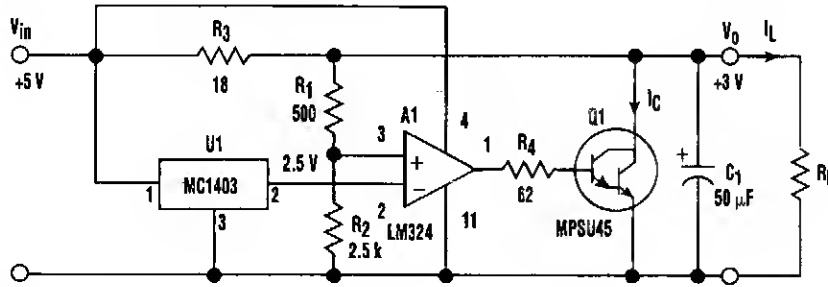 Vin
+5 V
R3
18
R1
500
U1
MC1403
1
2
3
2.5 V
R2
2.5 k
A1
3
+
−
2
4
11
1
LM324
R4
62
Q1
MPSU45
IC
+
C1
50 µF
Vo
+3 V
IL